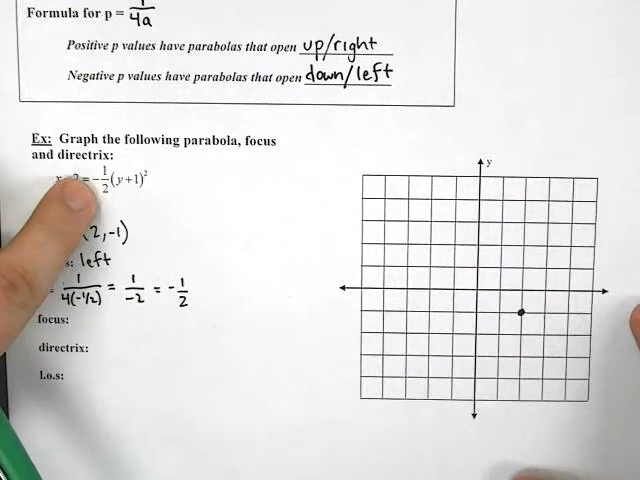 Formula for p = 1/4a
Positive p values have parabolas that open up/right
Negative p values have parabolas that open down/left
Ex: Graph the following parabola, focus
and directrix:
= -1/2(y+1)²
(2,-1)
: left
= 1/4(-1/2) = 1/-2 = -1/2
focus:
directrix:
l.o.s:
y